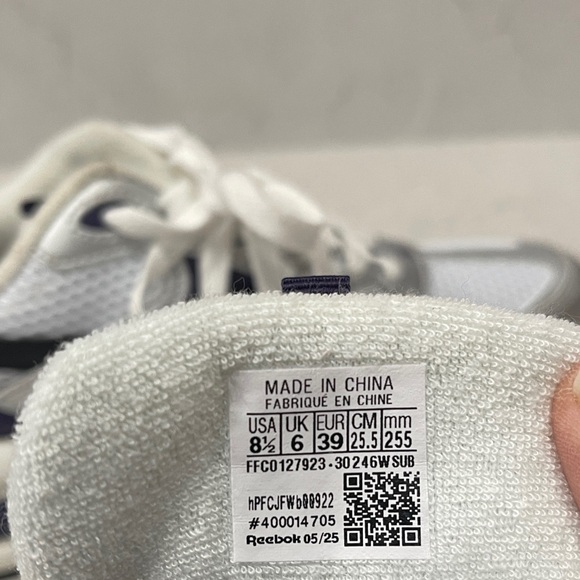 MADE IN CHINA
FABRIQUÉ EN CHINE
USA UK EUR CM mm
8½ 6 39 25.5 255
FFC0127923-30246WSUB
hPFCJFWb00922
#400014705
Reebok 05/25